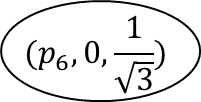 (p₆, 0, 1/√3)